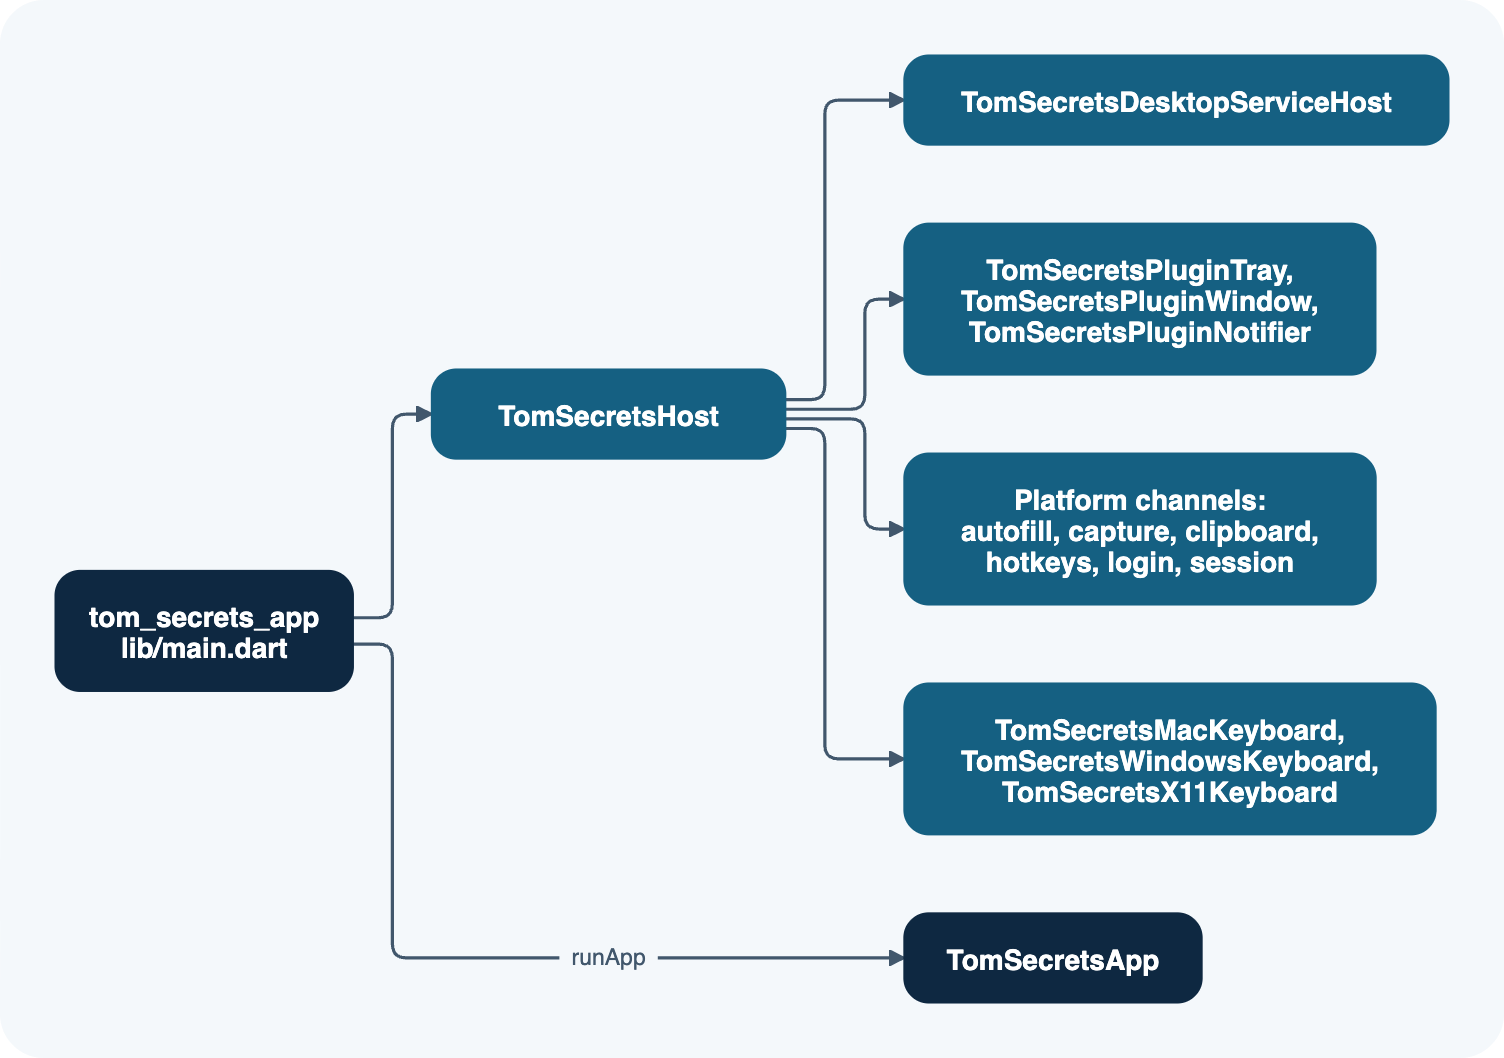 TomSecretsDesktopServiceHost
TomSecretsPluginTray,
TomSecretsPluginWindow,
TomSecretsPluginNotifier
TomSecretsHost
Platform channels:
autofill, capture, clipboard,
hotkeys, login, session
tom_secrets_app
lib/main.dart
TomSecretsMacKeyboard,
TomSecretsWindowsKeyboard,
TomSecretsX11Keyboard
runApp
TomSecretsApp